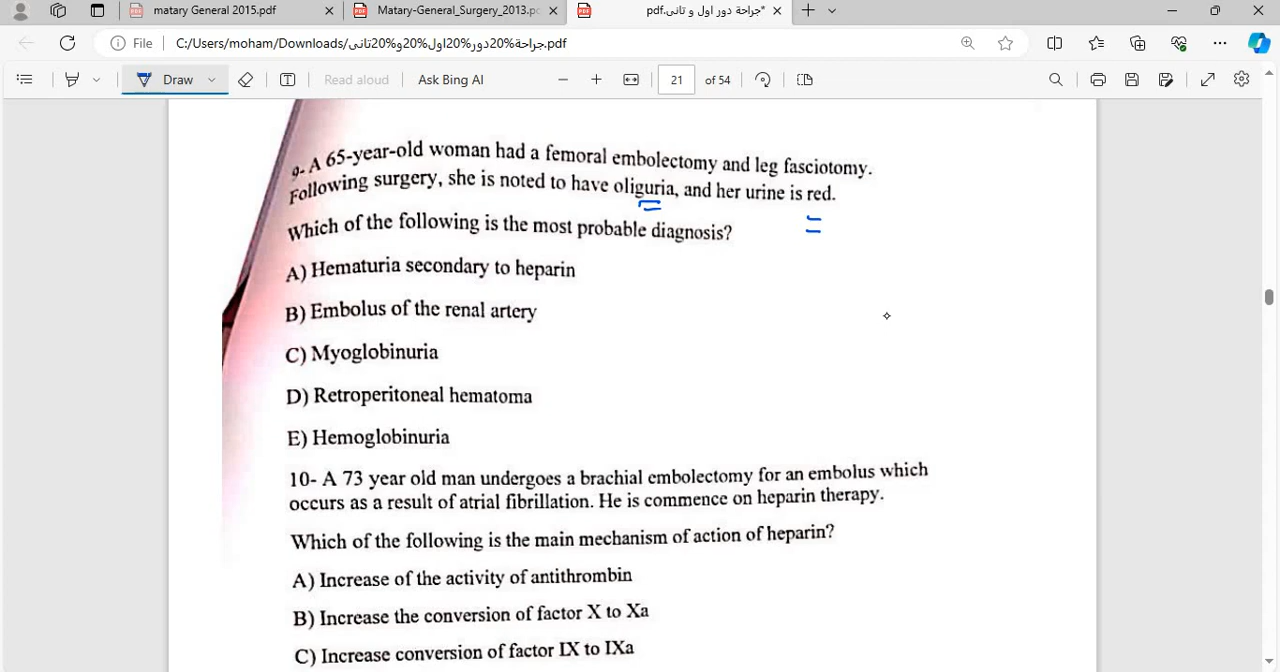 matary General 2015.pdf
Matary-General_Surgery_2013.pc
جراحة دور اول و تانى.pdf*
File
C:/Users/moham/Downloads/جراحة%20دور%20اول%20و%20تانى.pdf
Draw
Read aloud
Ask Bing AI
21
of 54
9- A 65-year-old woman had a femoral embolectomy and leg fasciotomy.
Following surgery, she is noted to have oliguria, and her urine is red.
Which of the following is the most probable diagnosis?
A) Hematuria secondary to heparin
B) Embolus of the renal artery
C) Myoglobinuria
D) Retroperitoneal hematoma
E) Hemoglobinuria
10- A 73 year old man undergoes a brachial embolectomy for an embolus which
occurs as a result of atrial fibrillation. He is commence on heparin therapy.
Which of the following is the main mechanism of action of heparin?
A) Increase of the activity of antithrombin
B) Increase the conversion of factor X to Xa
C) Increase conversion of factor IX to IXa